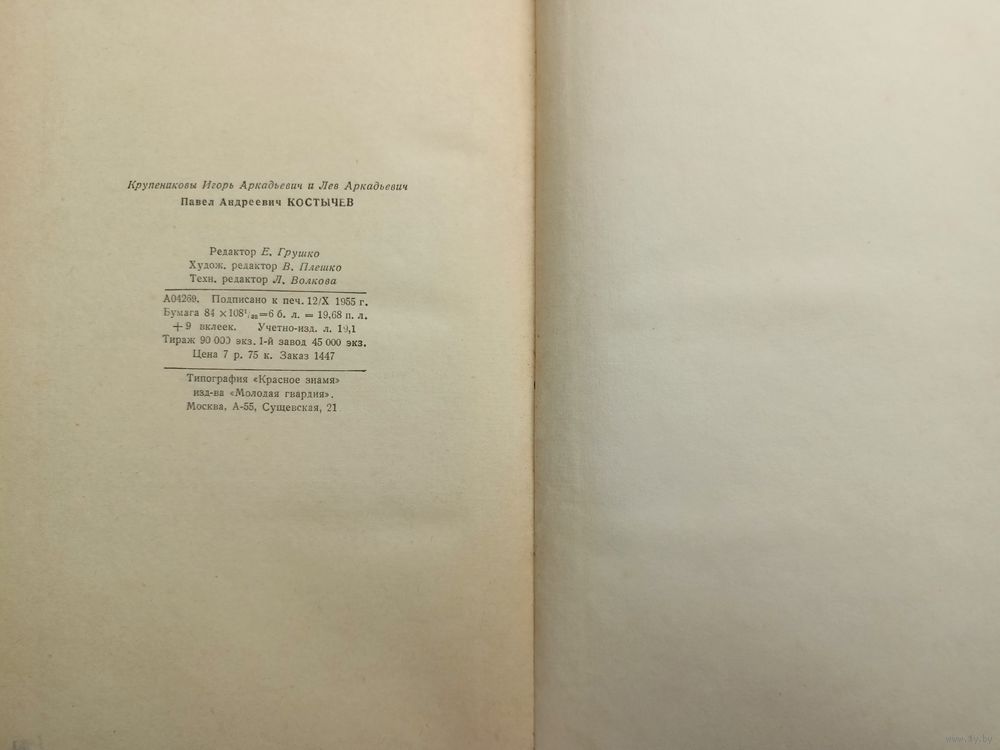 Крупениковы Игорь Аркадьевич и Лев Аркадьевич
Павел Андреевич КОСТЫЧЕВ
Редактор Е. Грушко
Худож. редактор В. Плешко
Техн. редактор Л. Волкова
А04269. Подписано к печ. 12/X 1955 г.
Бумага 84×108¹/₃₂=6 б. л. = 19,68 п. л.
+9 вклеек. Учетно-изд. л. 19,1
Тираж 90 000 экз. 1-й завод 45 000 экз.
Цена 7 р. 75 к. Заказ 1447
Типография «Красное знамя»
изд-ва «Молодая гвардия».
Москва, А-55, Сущевская, 21
www.ay.by